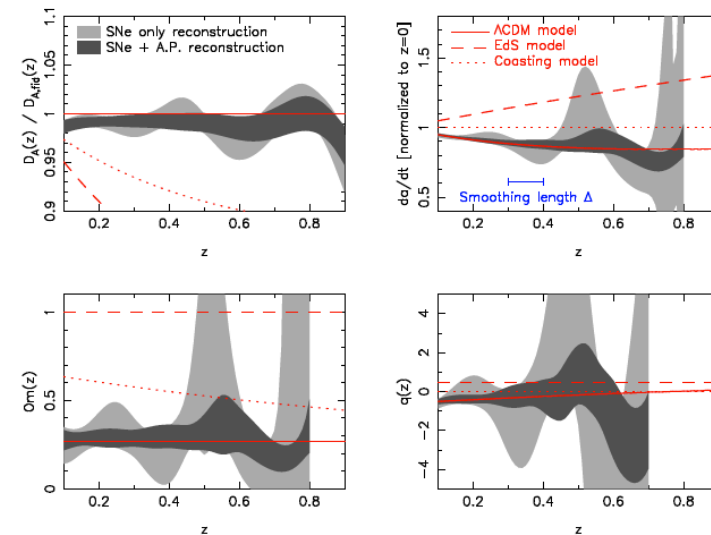 SNe only reconstruction
SNe + A.P. reconstruction
D_A(z) / D_{A,fid}(z)
0.9 0.95 1 1.05 1.1
0.2 0.4 0.6 0.8
z
ΛCDM model
EdS model
Coasting model
da/dt [normalized to z=0]
0.5 1 1.5
Smoothing length Δ
0.2 0.4 0.6 0.8
z
Om(z)
0 0.5 1
0.2 0.4 0.6 0.8
z
q(z)
-4 -2 0 2 4
0.2 0.4 0.6 0.8
z